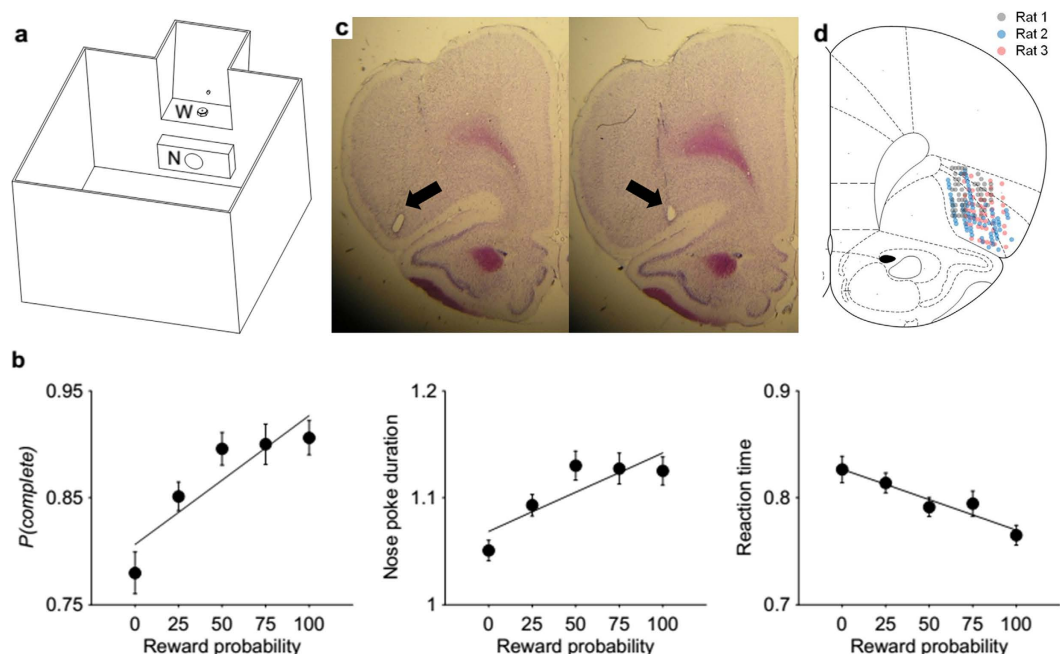 a
W
N
c
d
Rat 1
Rat 2
Rat 3
b
0.95
0.85
0.75
P(complete)
0 25 50 75 100
Reward probability
1.2
1.1
1
Nose poke duration
0 25 50 75 100
Reward probability
0.9
0.8
0.7
Reaction time
0 25 50 75 100
Reward probability